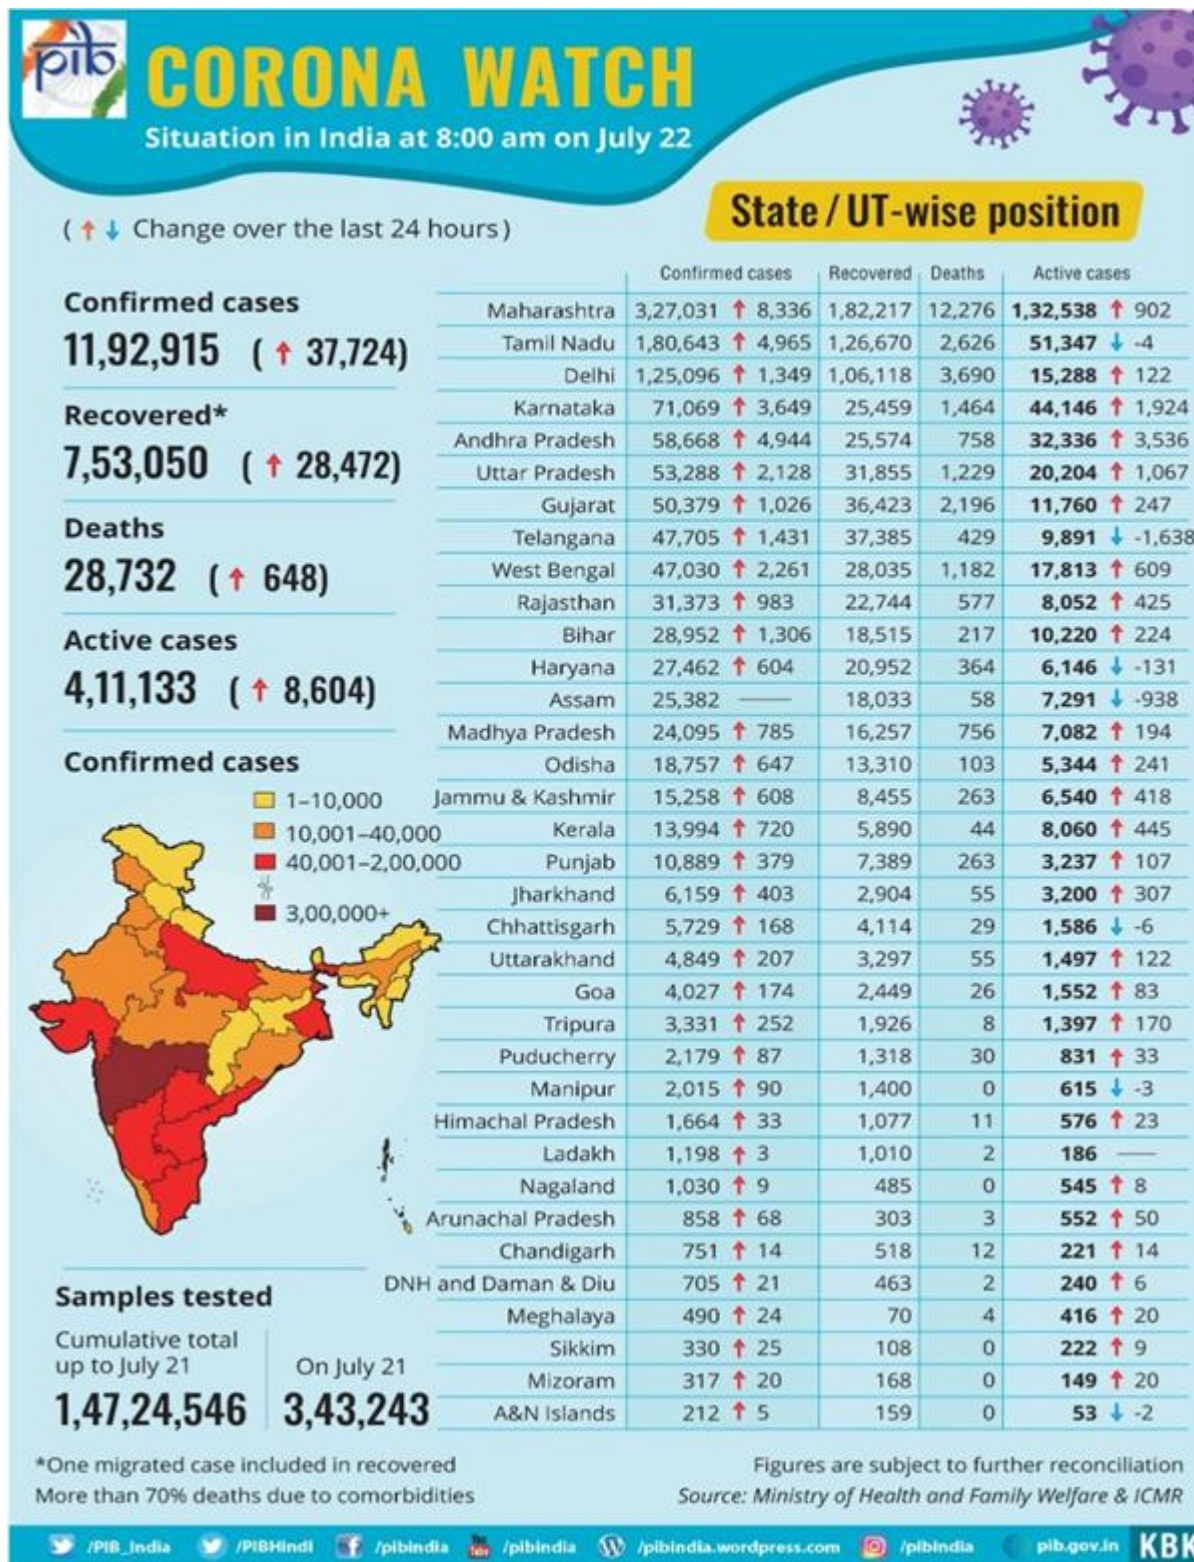 pib
CORONA WATCH
Situation in India at 8:00 am on July 22
(↑↓ Change over the last 24 hours)
Confirmed cases
11,92,915 (↑ 37,724)
Recovered*
7,53,050 (↑ 28,472)
Deaths
28,732 (↑ 648)
Active cases
4,11,133 (↑ 8,604)
Confirmed cases
1–10,000
10,001–40,000
40,001–2,00,000
3,00,000+
Samples tested
Cumulative total
up to July 21
1,47,24,546
On July 21
3,43,243
State / UT-wise position
Confirmed cases Recovered Deaths Active cases
Maharashtra 3,27,031 ↑ 8,336 1,82,217 12,276 1,32,538 ↑ 902
Tamil Nadu 1,80,643 ↑ 4,965 1,26,670 2,626 51,347 ↓ -4
Delhi 1,25,096 ↑ 1,349 1,06,118 3,690 15,288 ↑ 122
Karnataka 71,069 ↑ 3,649 25,459 1,464 44,146 ↑ 1,924
Andhra Pradesh 58,668 ↑ 4,944 25,574 758 32,336 ↑ 3,536
Uttar Pradesh 53,288 ↑ 2,128 31,855 1,229 20,204 ↑ 1,067
Gujarat 50,379 ↑ 1,026 36,423 2,196 11,760 ↑ 247
Telangana 47,705 ↑ 1,431 37,385 429 9,891 ↓ -1,638
West Bengal 47,030 ↑ 2,261 28,035 1,182 17,813 ↑ 609
Rajasthan 31,373 ↑ 983 22,744 577 8,052 ↑ 425
Bihar 28,952 ↑ 1,306 18,515 217 10,220 ↑ 224
Haryana 27,462 ↑ 604 20,952 364 6,146 ↓ -131
Assam 25,382 — 18,033 58 7,291 ↓ -938
Madhya Pradesh 24,095 ↑ 785 16,257 756 7,082 ↑ 194
Odisha 18,757 ↑ 647 13,310 103 5,344 ↑ 241
Jammu & Kashmir 15,258 ↑ 608 8,455 263 6,540 ↑ 418
Kerala 13,994 ↑ 720 5,890 44 8,060 ↑ 445
Punjab 10,889 ↑ 379 7,389 263 3,237 ↑ 107
Jharkhand 6,159 ↑ 403 2,904 55 3,200 ↑ 307
Chhattisgarh 5,729 ↑ 168 4,114 29 1,586 ↓ -6
Uttarakhand 4,849 ↑ 207 3,297 55 1,497 ↑ 122
Goa 4,027 ↑ 174 2,449 26 1,552 ↑ 83
Tripura 3,331 ↑ 252 1,926 8 1,397 ↑ 170
Puducherry 2,179 ↑ 87 1,318 30 831 ↑ 33
Manipur 2,015 ↑ 90 1,400 0 615 ↓ -3
Himachal Pradesh 1,664 ↑ 33 1,077 11 576 ↑ 23
Ladakh 1,198 ↑ 3 1,010 2 186 —
Nagaland 1,030 ↑ 9 485 0 545 ↑ 8
Arunachal Pradesh 858 ↑ 68 303 3 552 ↑ 50
Chandigarh 751 ↑ 14 518 12 221 ↑ 14
DNH and Daman & Diu 705 ↑ 21 463 2 240 ↑ 6
Meghalaya 490 ↑ 24 70 4 416 ↑ 20
Sikkim 330 ↑ 25 108 0 222 ↑ 9
Mizoram 317 ↑ 20 168 0 149 ↑ 20
A&N Islands 212 ↑ 5 159 0 53 ↓ -2
*One migrated case included in recovered
More than 70% deaths due to comorbidities
Figures are subject to further reconciliation
Source: Ministry of Health and Family Welfare & ICMR
/PIB_India /PIBHindi /pibindia You Tube /pibindia /pibindia.wordpress.com /pibindia pib.gov.in KBK